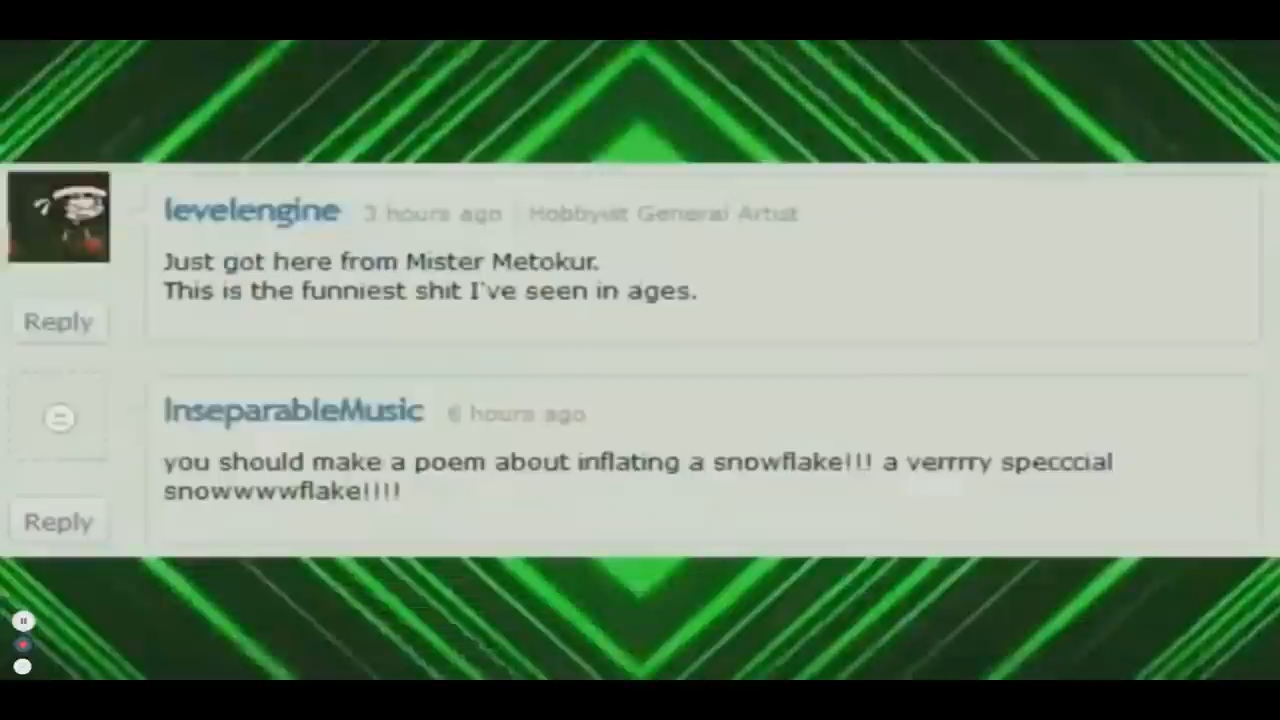 levelengine 3 hours ago Hobbyist General Artist
Just got here from Mister Metokur.
This is the funniest shit I've seen in ages.
Reply
InseparableMusic 6 hours ago
you should make a poem about inflating a snowflake!!! a verrrry specccial
snowwwwflake!!!!
Reply